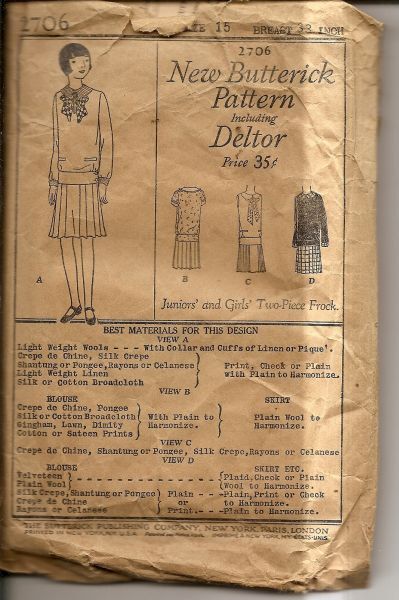 2706
15 BREAST 33 INCH
2706
New Butterick
Pattern
Including
Deltor
Price 35¢
A
B
C
D
Juniors' and Girls' Two-Piece Frock.
BEST MATERIALS FOR THIS DESIGN
VIEW A
Light Weight Wools - - - With Collar and Cuffs of Linen or Pique'.
Crepe de Chine, Silk Crepe
Shantung or Pongee, Rayons or Celanese
Light Weight Linen
Silk or Cotton Broadcloth
Print, Check or Plain
with Plain to Harmonize.
VIEW B
BLOUSE
Crepe de Chine, Pongee
Silk or Cotton Broadcloth
Gingham, Lawn, Dimity
Cotton or Sateen Prints
With Plain to
Harmonize.
SKIRT
Plain Wool to
Harmonize.
VIEW C
Crepe de Chine, Shantung or Pongee, Silk Crepe, Rayons or Celanese
VIEW D
BLOUSE
Velveteen
Plain Wool
SKIRT ETC.
Plaid, Check or Plain
Wool to Harmonize.
Silk Crepe, Shantung or Pongee
Crepe de Chine
Rayons or Celanese
Plain - - -
or
Print. - - -
Plain, Print or Check
to Harmonize.
Plain to Harmonize.
THE BUTTERICK PUBLISHING COMPANY, NEW YORK, PARIS, LONDON
PRINTED IN
U.S.A.